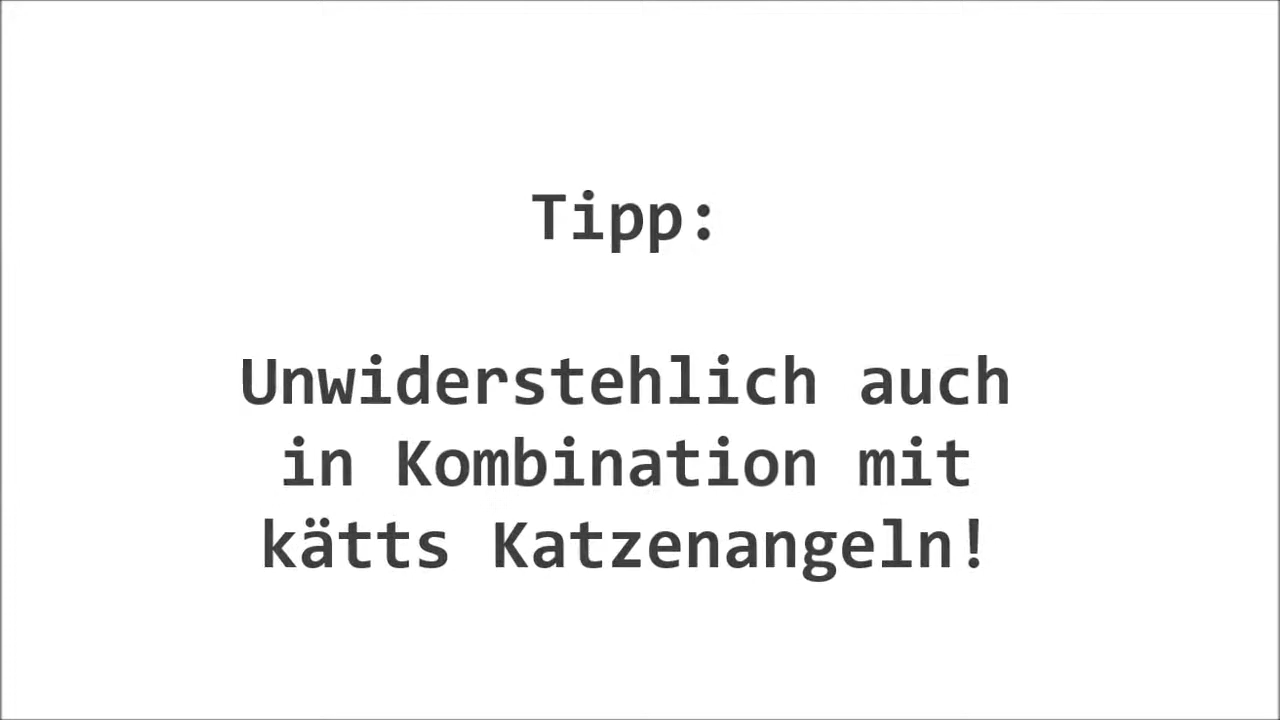 Tipp:
Unwiderstehlich auch
in Kombination mit
kätts Katzenangeln!